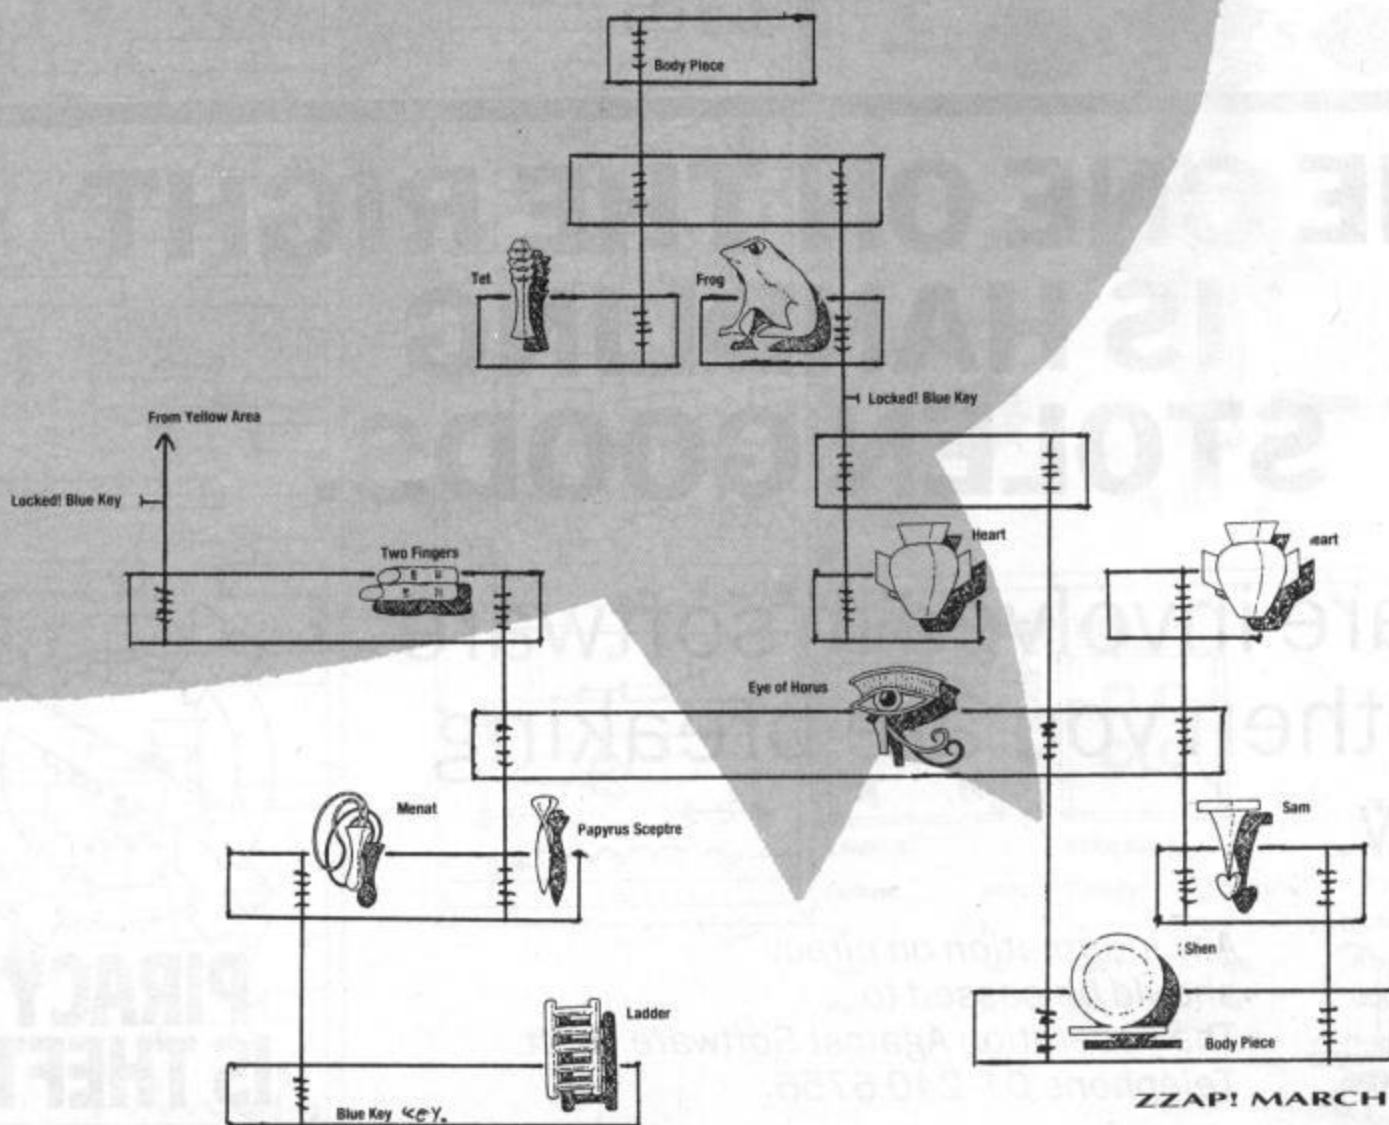 Body Piece
Tet
Frog
Locked! Blue Key
From Yellow Area
Locked! Blue Key
Two Fingers
Heart
eart
Eye of Horus
Menat
Papyrus Sceptre
Sam
Shen
Ladder
Body Piece
Blue Key KEY.
ZZAP! MARCH